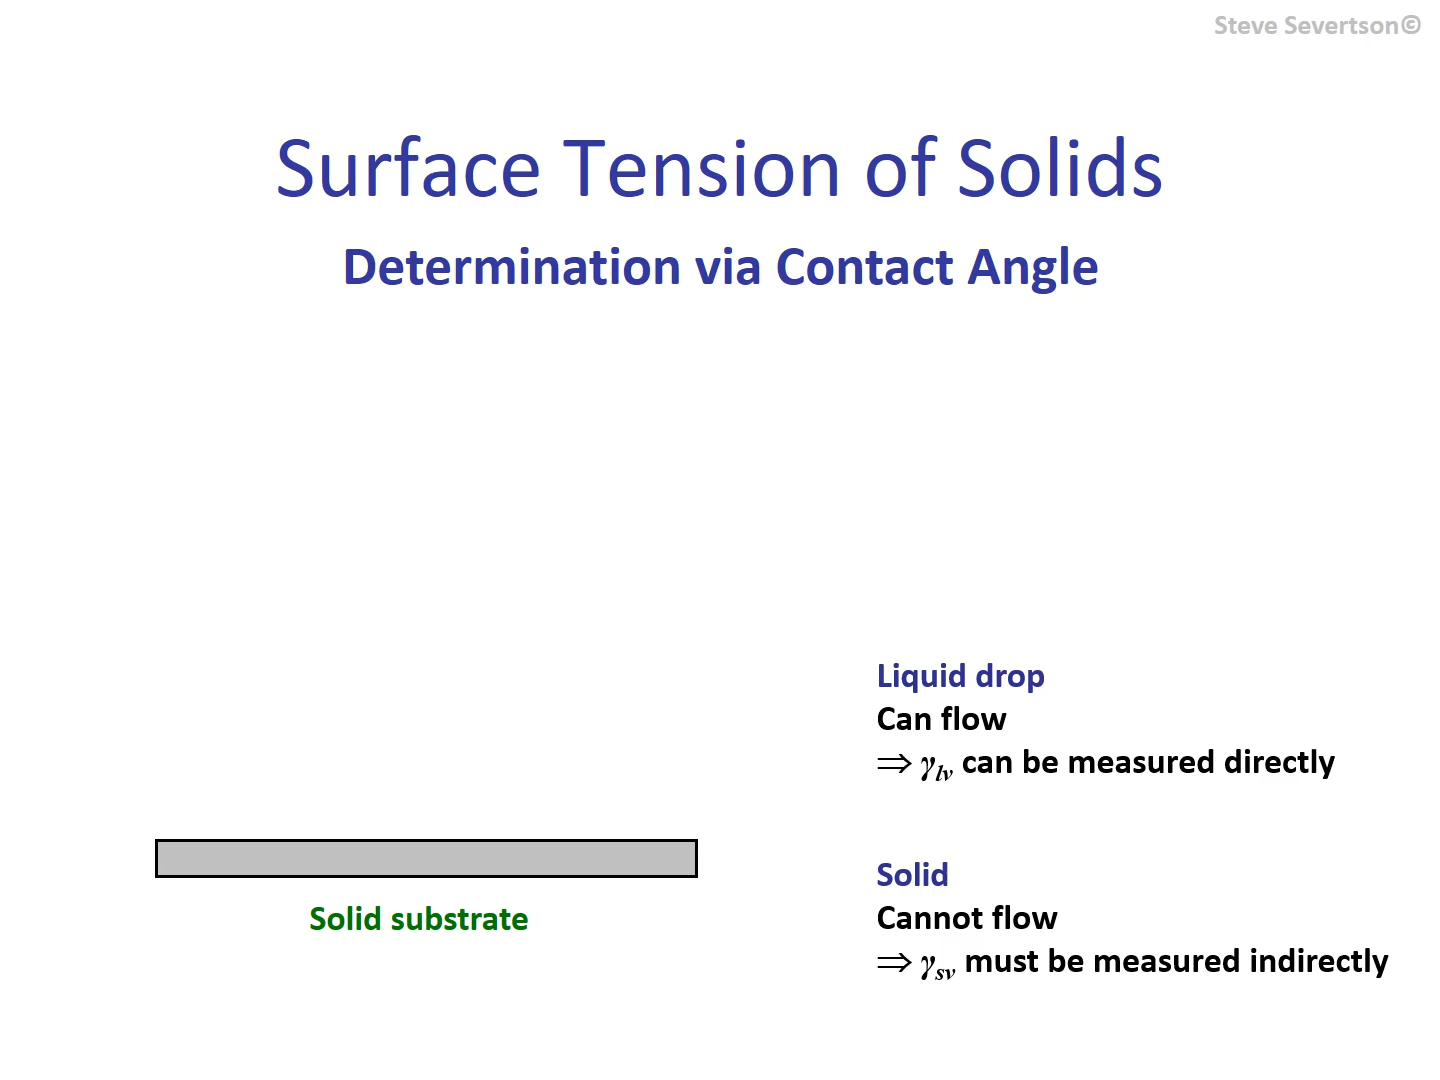 Steve Severtson©
Surface Tension of Solids
Determination via Contact Angle
Liquid drop
Can flow
⇒ γlv can be measured directly
Solid substrate
Solid
Cannot flow
⇒ γsv must be measured indirectly